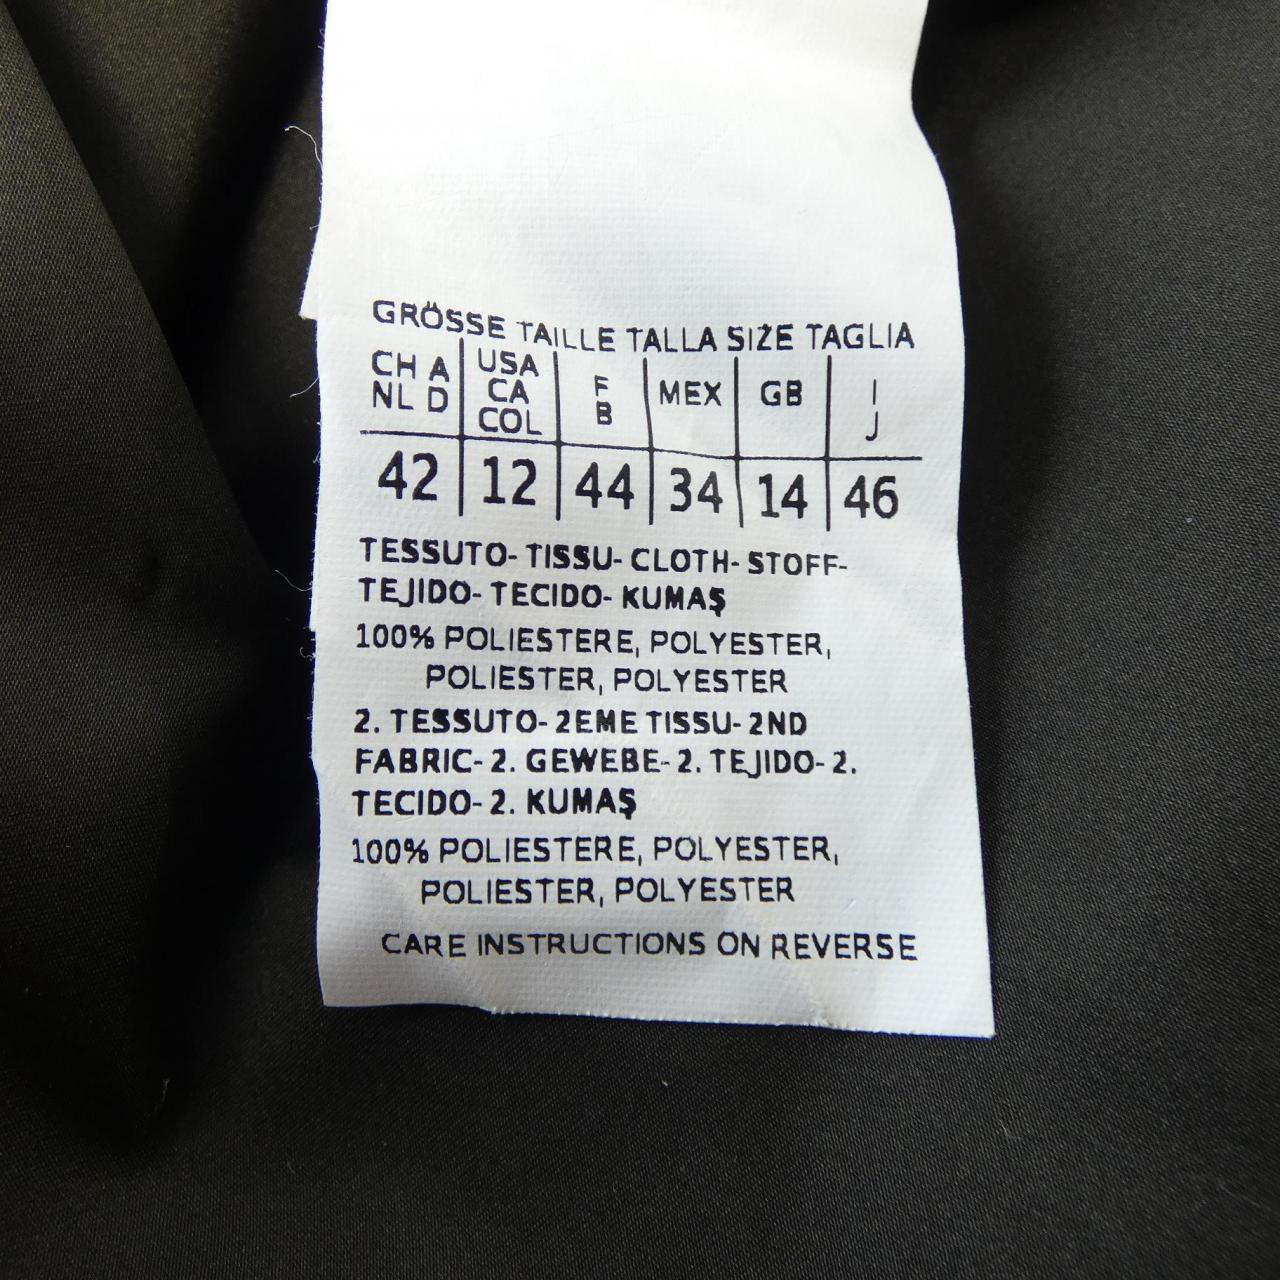 GRÖSSE TAILLE TALLA SIZE TAGLIA
CH A NL D | USA CA COL | F B | MEX | GB | I J
42 | 12 | 44 | 34 | 14 | 46
TESSUTO- TISSU- CLOTH- STOFF-
TEJIDO- TECIDO- KUMAŞ
100% POLIESTERE, POLYESTER,
POLIESTER, POLYESTER
2. TESSUTO- 2EME TISSU- 2ND
FABRIC- 2. GEWEBE- 2. TEJIDO- 2.
TECIDO- 2. KUMAŞ
100% POLIESTERE, POLYESTER,
POLIESTER, POLYESTER
CARE INSTRUCTIONS ON REVERSE